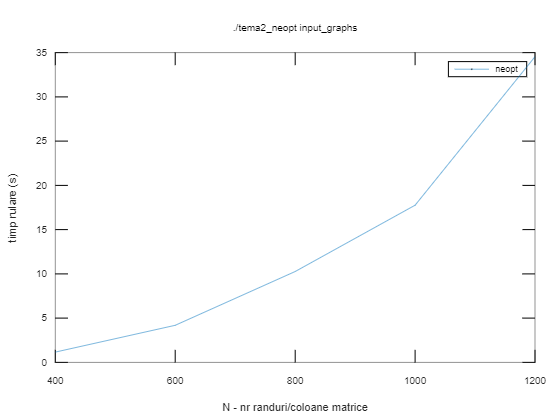 ./tema2_neopt input_graphs
neopt
35
30
25
20
15
10
5
0
timp rulare (s)
400 600 800 1000 1200
N - nr randuri/coloane matrice